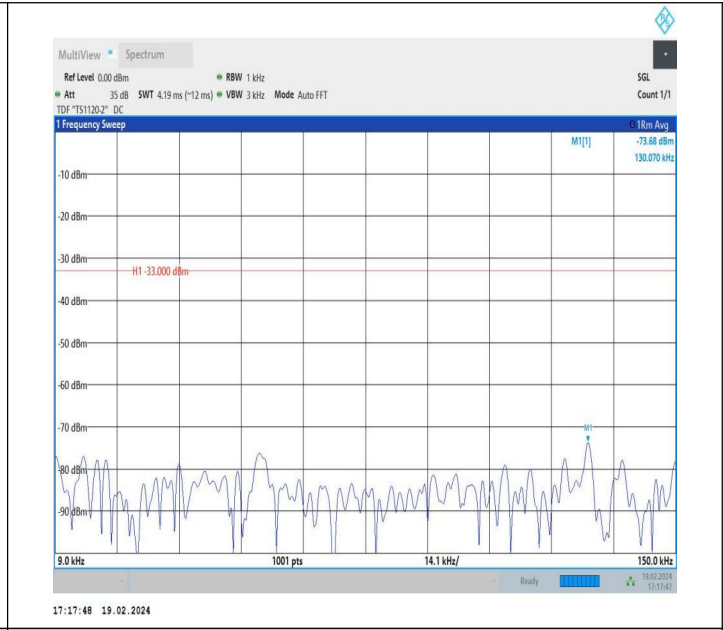 R S
MultiView Spectrum
Ref Level 0.00 dBm RBW 1 kHz SGL
Att 35 dB SWT 4.19 ms (~12 ms) VBW 3 kHz Mode Auto FFT Count 1/1
TDF "TS1120-2" DC
1 Frequency Sweep 1Rm Avg
M1[1] -73.68 dBm
130.070 kHz
-10 dBm
-20 dBm
-30 dBm
H1 -33.000 dBm
-40 dBm
-50 dBm
-60 dBm
-70 dBm
M1
-80 dBm
-90 dBm
9.0 kHz 1001 pts 14.1 kHz/ 150.0 kHz
Ready 19.02.2024
17:17:47
17:17:48 19.02.2024